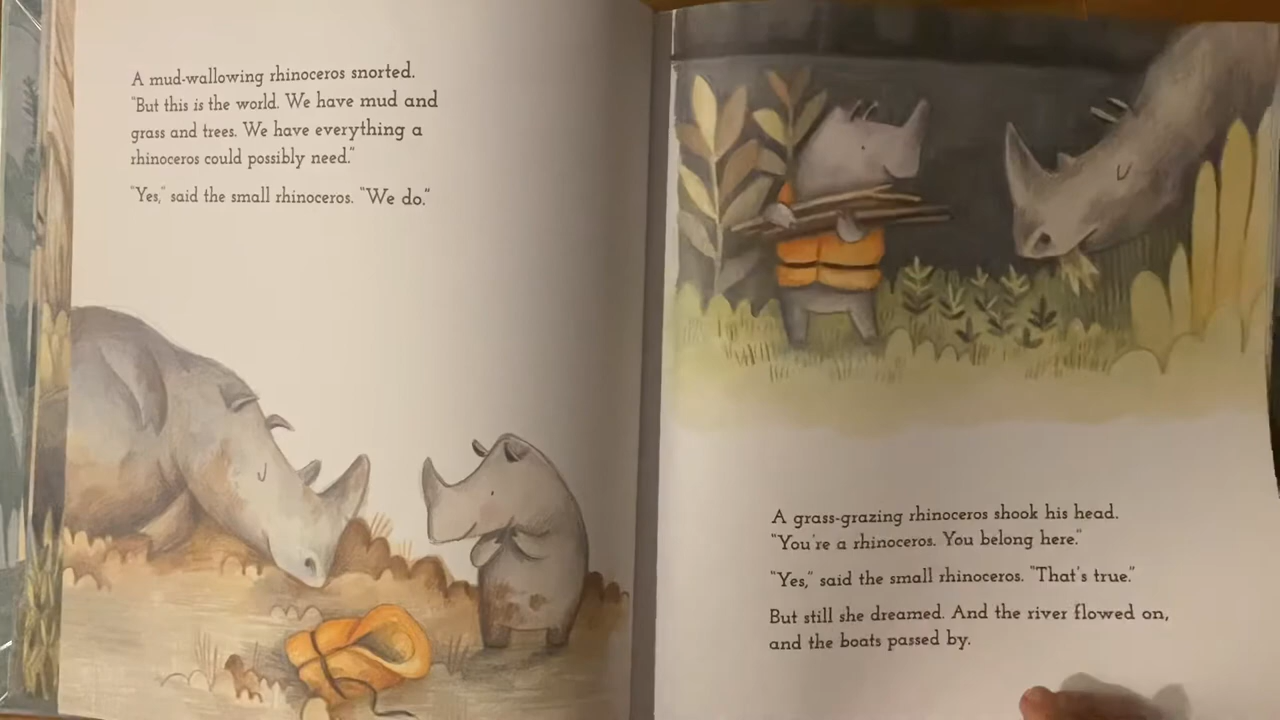 A mud-wallowing rhinoceros snorted.
"But this is the world. We have mud and
grass and trees. We have everything a
rhinoceros could possibly need."
"Yes," said the small rhinoceros. "We do."
A grass-grazing rhinoceros shook his head.
"You're a rhinoceros. You belong here."
"Yes," said the small rhinoceros. "That's true."
But still she dreamed. And the river flowed on,
and the boats passed by.